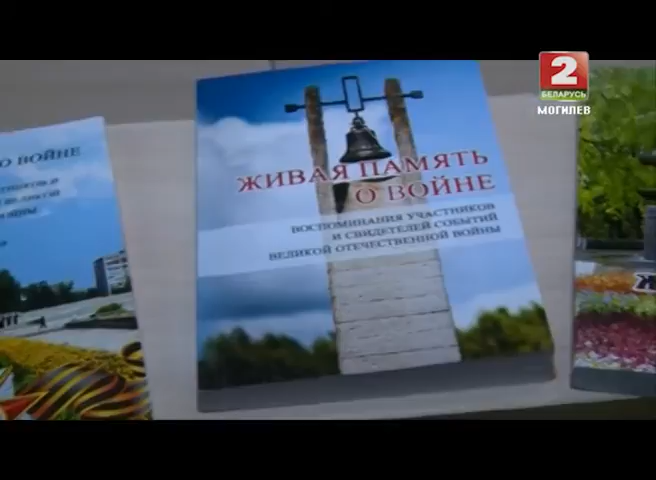 2
БЕЛАРУСЬ
МОГИЛЕВ
О ВОЙНЕ
ЖИВАЯ ПАМЯТЬ
О ВОЙНЕ
ВОСПОМИНАНИЯ УЧАСТНИКОВ
И СВИДЕТЕЛЕЙ СОБЫТИЙ
ВЕЛИКОЙ ОТЕЧЕСТВЕННОЙ ВОЙНЫ
Ж